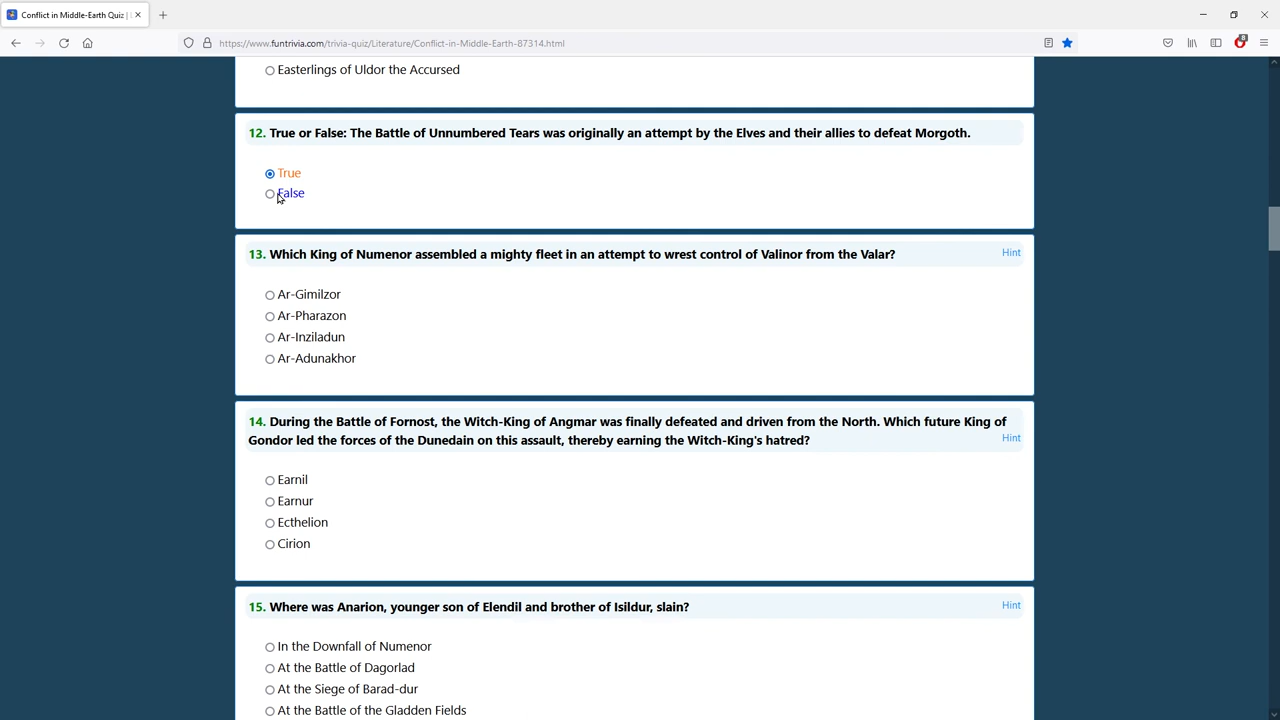 Conflict in Middle-Earth Quiz |
https://www.funtrivia.com/trivia-quiz/Literature/Conflict-in-Middle-Earth-87314.html
Easterlings of Uldor the Accursed
12. True or False: The Battle of Unnumbered Tears was originally an attempt by the Elves and their allies to defeat Morgoth.
True
False
13. Which King of Numenor assembled a mighty fleet in an attempt to wrest control of Valinor from the Valar?
Hint
Ar-Gimilzor
Ar-Pharazon
Ar-Inziladun
Ar-Adunakhor
14. During the Battle of Fornost, the Witch-King of Angmar was finally defeated and driven from the North. Which future King of
Gondor led the forces of the Dunedain on this assault, thereby earning the Witch-King's hatred?
Hint
Earnil
Earnur
Ecthelion
Cirion
15. Where was Anarion, younger son of Elendil and brother of Isildur, slain?
Hint
In the Downfall of Numenor
At the Battle of Dagorlad
At the Siege of Barad-dur
At the Battle of the Gladden Fields